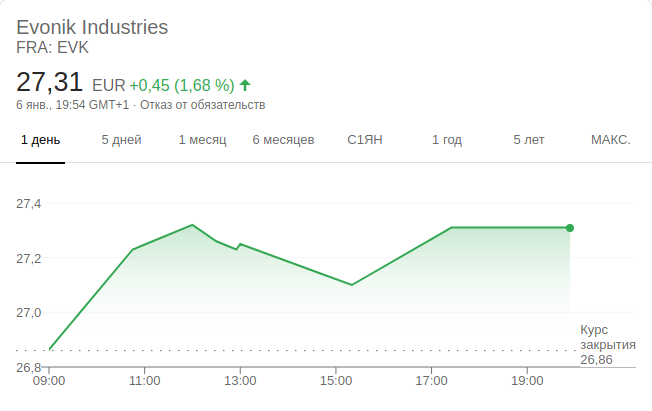 Evonik Industries
FRA: EVK
27,31 EUR +0,45 (1,68 %)
6 янв., 19:54 GMT+1 · Отказ от обязательств
1 день 5 дней 1 месяц 6 месяцев С1ЯН 1 год 5 лет МАКС.
27,4
27,2
27,0
26,8
Курс
закрытия
26,86
09:00 11:00 13:00 15:00 17:00 19:00